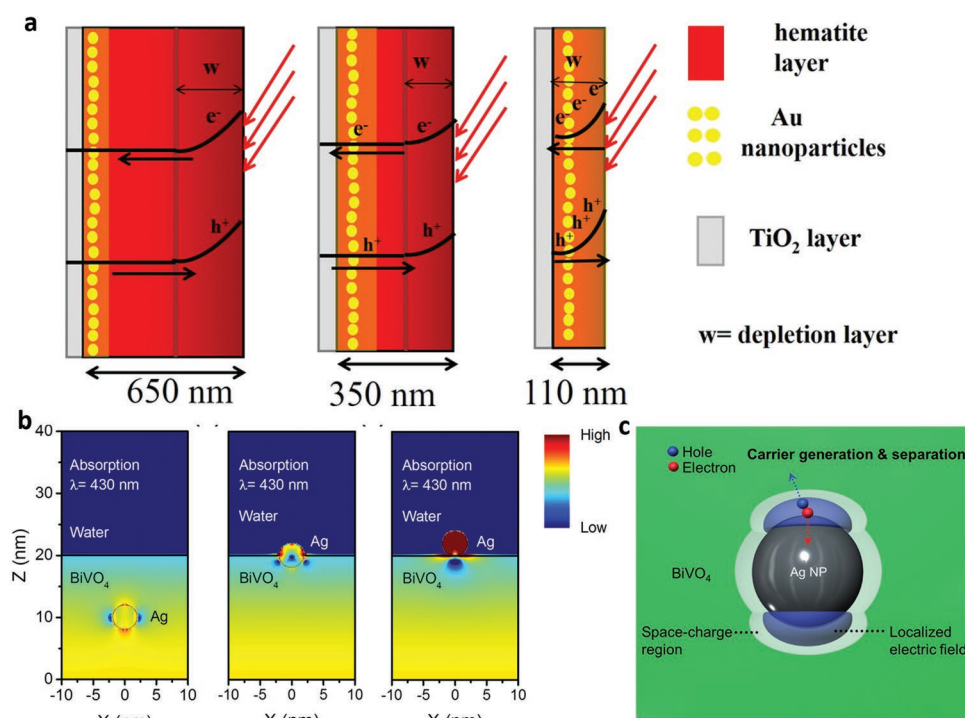 a
w
e-
h+
650 nm
w
e-
e-
h+
h+
350 nm
w
e-
e-
e-
h+
h+
h+
110 nm
hematite
layer
Au
nanoparticles
TiO2 layer
w= depletion layer
b
40
30
20
10
0
Z (nm)
Absorption
λ= 430 nm
Water
BiVO4
Ag
-10 -5 0 5 10
Absorption
λ= 430 nm
Water
Ag
BiVO4
-10 -5 0 5 10
Absorption
λ= 430 nm
Water
Ag
BiVO4
-10 -5 0 5 10
High
Low
c
Hole
Electron
Carrier generation & separation
BiVO4
Ag NP
Space-charge
region
Localized
electric field